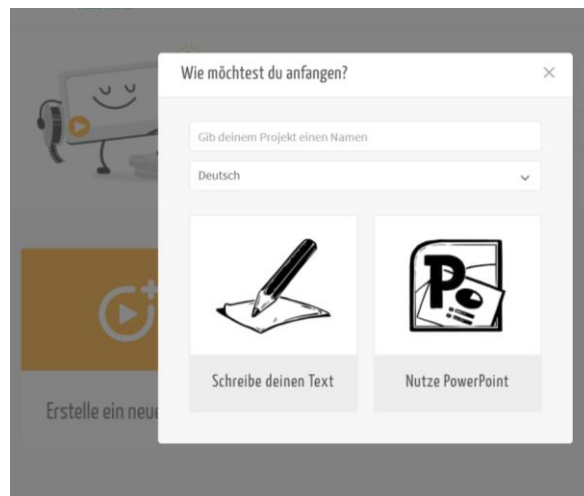 Wie möchtest du anfangen?
Gib deinem Projekt einen Namen
Deutsch
Schreibe deinen Text
Nutze PowerPoint
Erstelle ein neue